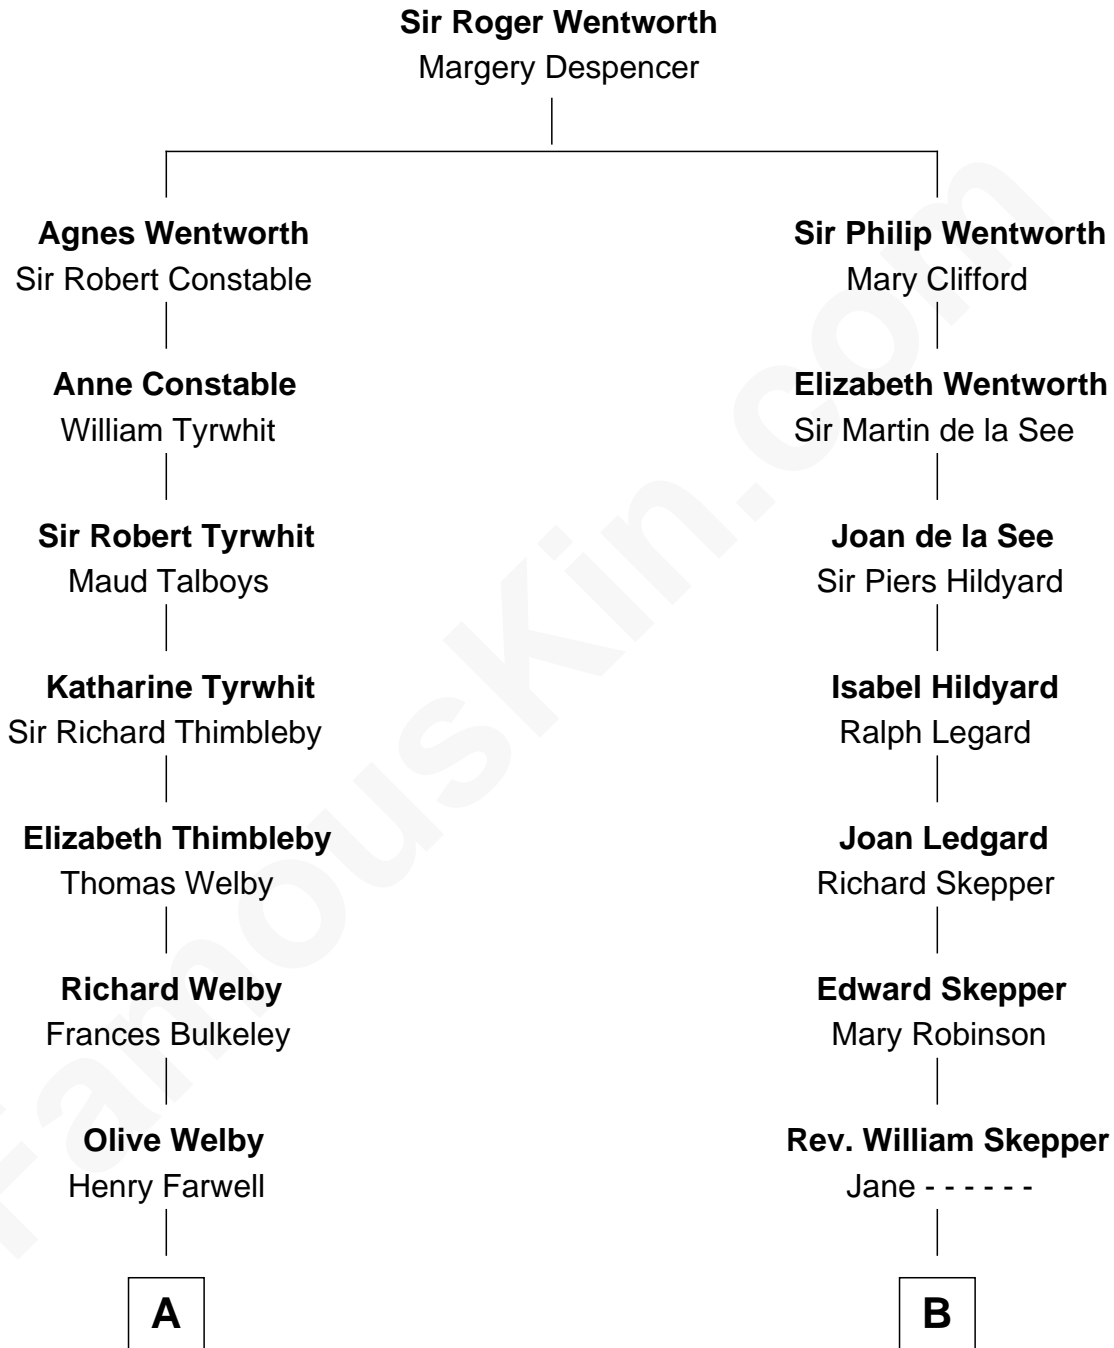 Sir Roger Wentworth
Margery Despencer
Agnes Wentworth
Sir Robert Constable
Anne Constable
William Tyrwhit
Sir Robert Tyrwhit
Maud Talboys
Katharine Tyrwhit
Sir Richard Thimbleby
Elizabeth Thimbleby
Thomas Welby
Richard Welby
Frances Bulkeley
Olive Welby
Henry Farwell
A
Sir Philip Wentworth
Mary Clifford
Elizabeth Wentworth
Sir Martin de la See
Joan de la See
Sir Piers Hildyard
Isabel Hildyard
Ralph Legard
Joan Ledgard
Richard Skepper
Edward Skepper
Mary Robinson
Rev. William Skepper
Jane - - - - - -
B
FamousKin.com